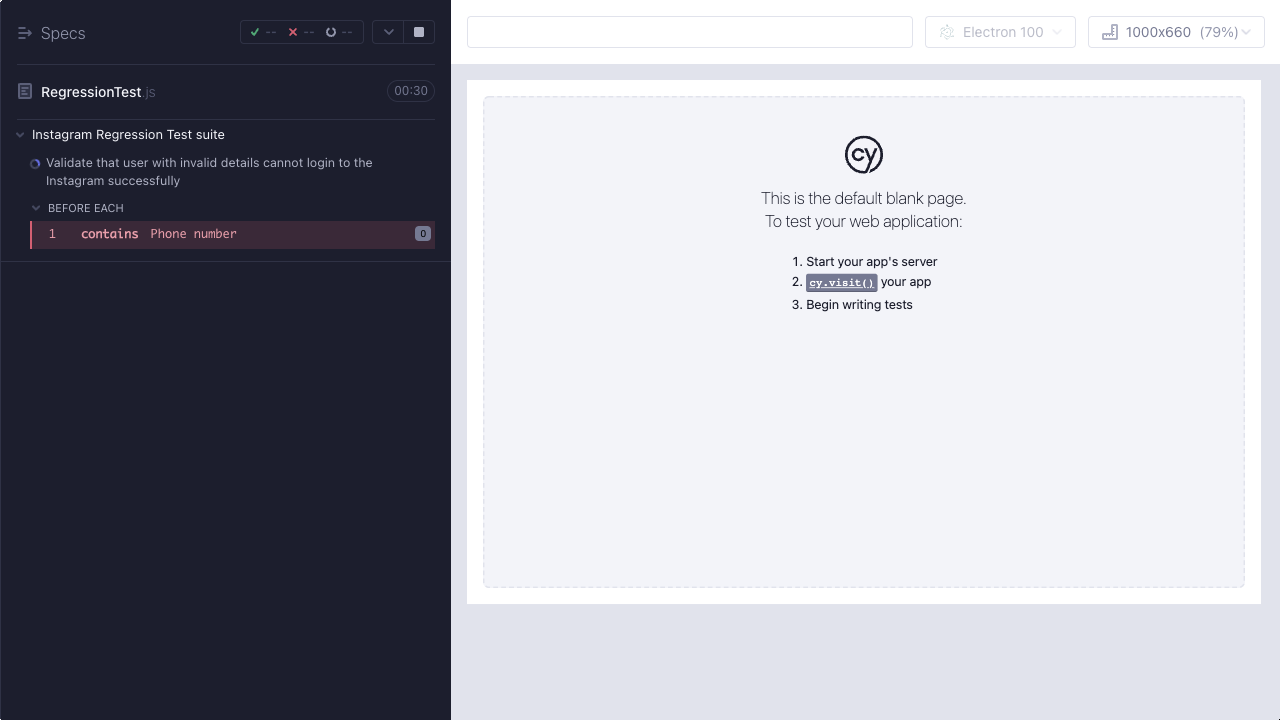 Specs
--
--
--
RegressionTest.js
00:30
Instagram Regression Test suite
Validate that user with invalid details cannot login to the
Instagram successfully
BEFORE EACH
1 contains Phone number 0
Electron 100
1000x660 (79%)
cy
This is the default blank page.
To test your web application:
1. Start your app's server
2. cy.visit() your app
3. Begin writing tests